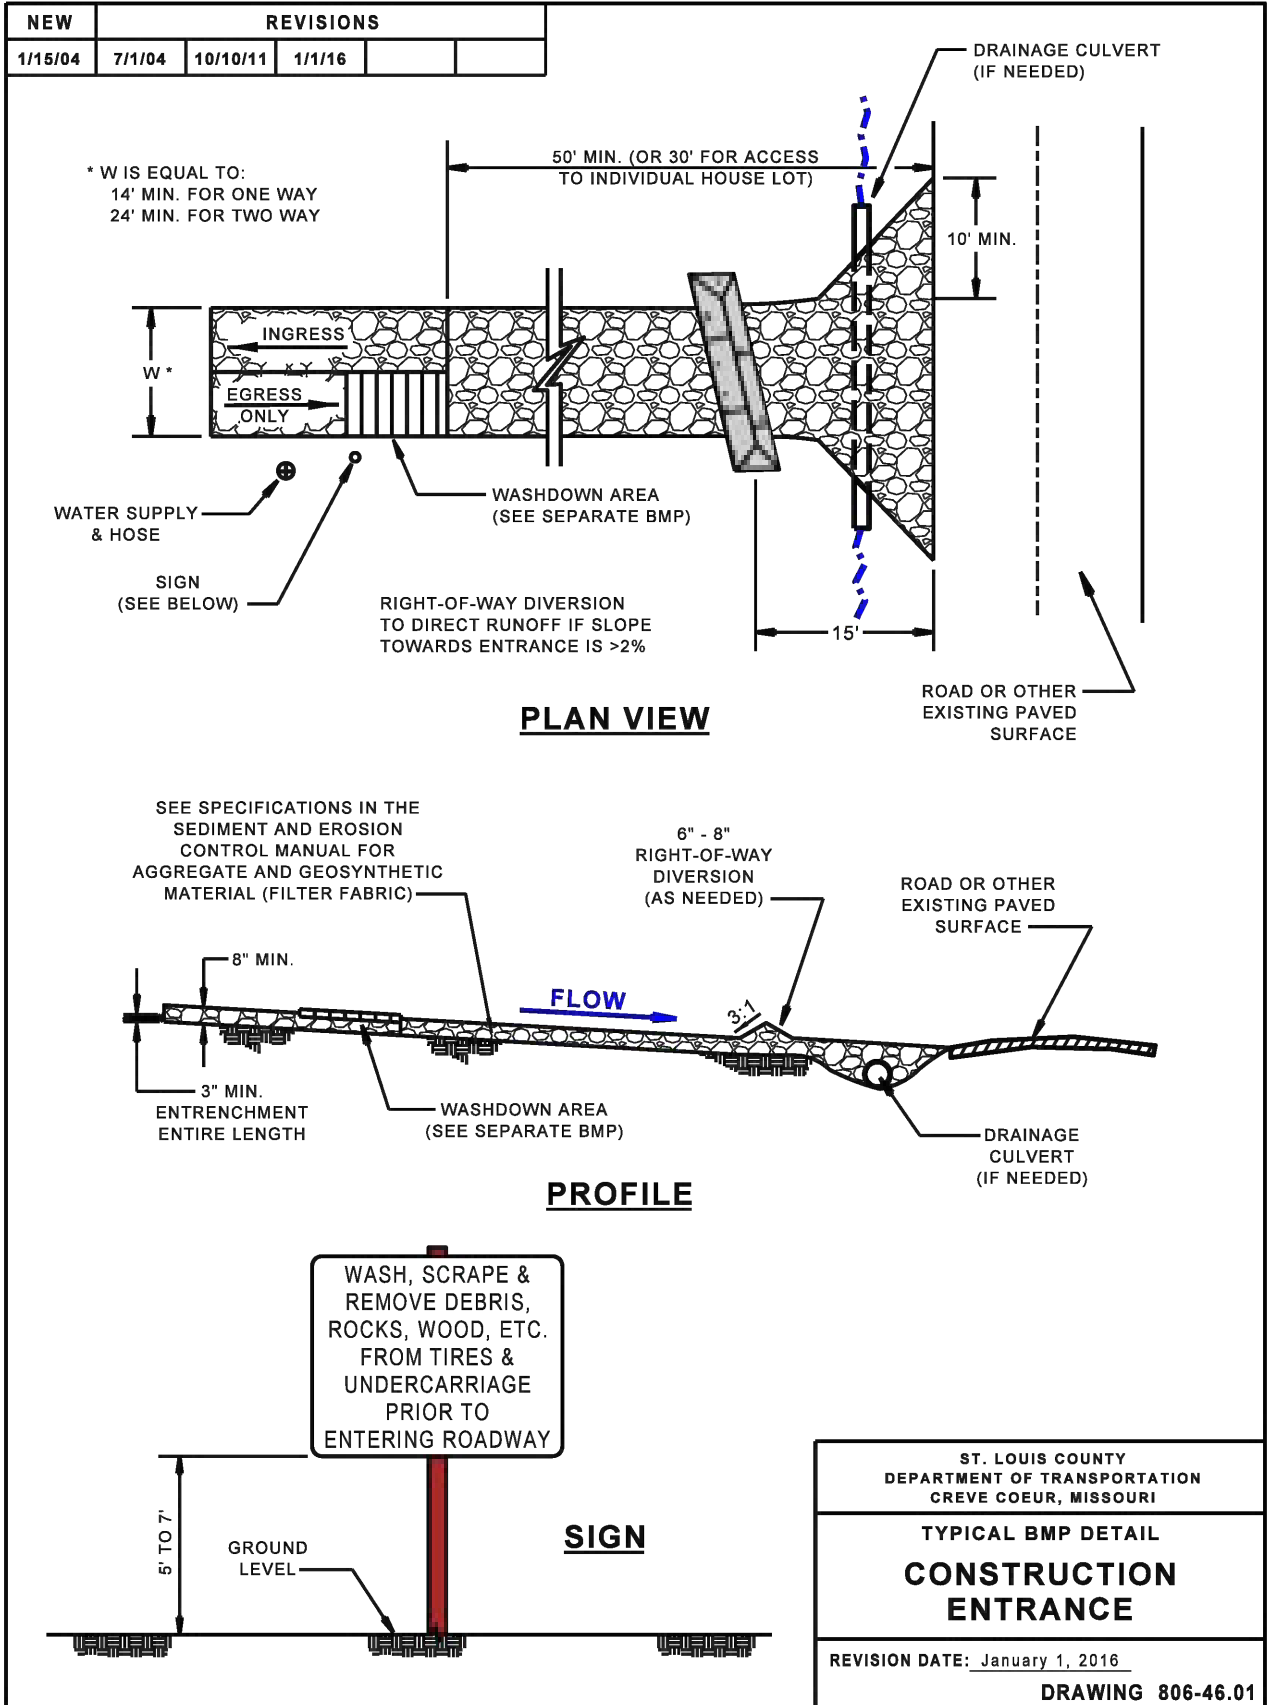 NEW REVISIONS
1/15/04 7/1/04 10/10/11 1/1/16
DRAINAGE CULVERT
(IF NEEDED)
* W IS EQUAL TO:
14' MIN. FOR ONE WAY
24' MIN. FOR TWO WAY
50' MIN. (OR 30' FOR ACCESS
TO INDIVIDUAL HOUSE LOT)
10' MIN.
INGRESS
W *
EGRESS
ONLY
WASHDOWN AREA
(SEE SEPARATE BMP)
WATER SUPPLY
& HOSE
SIGN
(SEE BELOW)
RIGHT-OF-WAY DIVERSION
TO DIRECT RUNOFF IF SLOPE
TOWARDS ENTRANCE IS >2%
15'
ROAD OR OTHER
EXISTING PAVED
SURFACE
PLAN VIEW
SEE SPECIFICATIONS IN THE
SEDIMENT AND EROSION
CONTROL MANUAL FOR
AGGREGATE AND GEOSYNTHETIC
MATERIAL (FILTER FABRIC)
6" - 8"
RIGHT-OF-WAY
DIVERSION
(AS NEEDED)
ROAD OR OTHER
EXISTING PAVED
SURFACE
8" MIN.
FLOW
3:1
3" MIN.
ENTRENCHMENT
ENTIRE LENGTH
WASHDOWN AREA
(SEE SEPARATE BMP)
DRAINAGE
CULVERT
(IF NEEDED)
PROFILE
WASH, SCRAPE &
REMOVE DEBRIS,
ROCKS, WOOD, ETC.
FROM TIRES &
UNDERCARRIAGE
PRIOR TO
ENTERING ROADWAY
5' TO 7'
GROUND
LEVEL
SIGN
ST. LOUIS COUNTY
DEPARTMENT OF TRANSPORTATION
CREVE COEUR, MISSOURI
TYPICAL BMP DETAIL
CONSTRUCTION
ENTRANCE
REVISION DATE: January 1, 2016
DRAWING 806-46.01